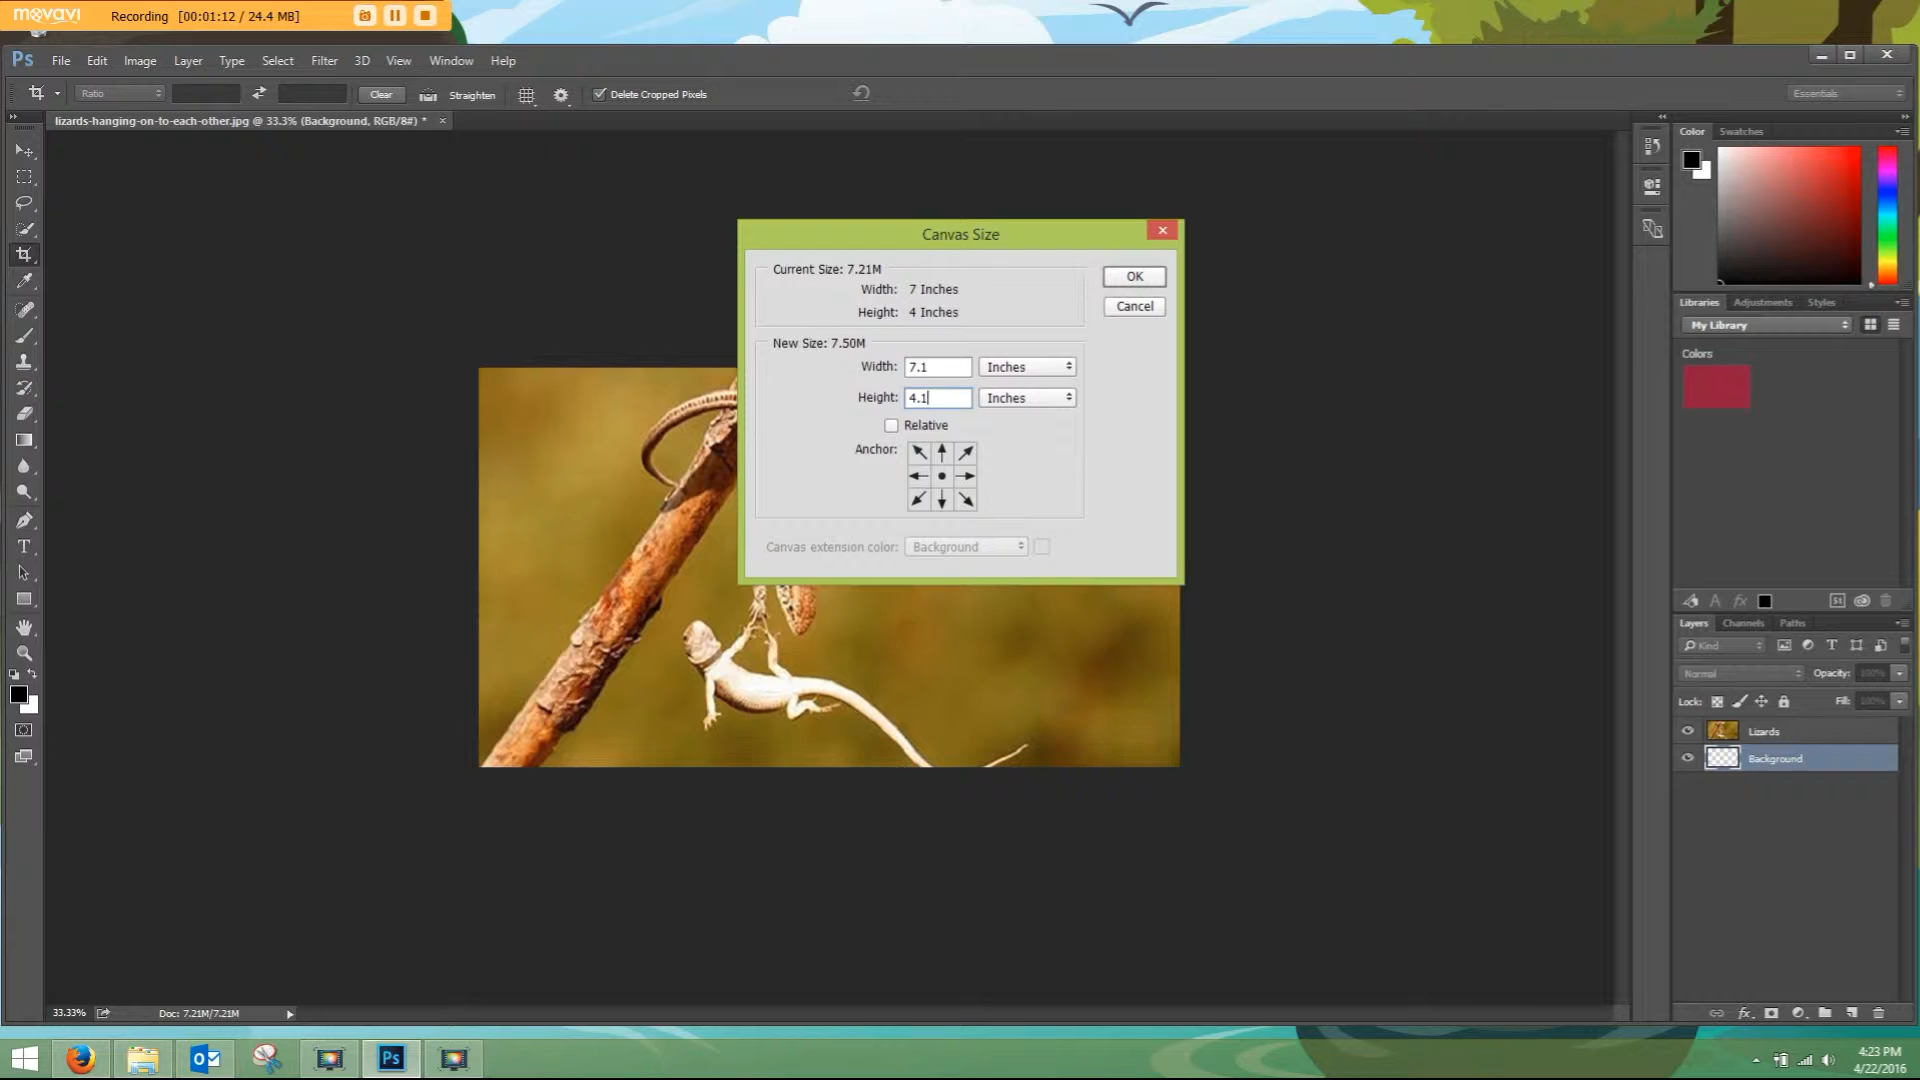 movavi Recording [00:01:12 / 24.4 MB]
Ps File Edit Image Layer Type Select Filter 3D View Window Help
Ratio Clear Straighten Delete Cropped Pixels Essentials
lizards-hanging-on-to-each-other.jpg @ 33.3% (Background, RGB/8#) *
Color Swatches
Canvas Size
Current Size: 7.21M
Width: 7 Inches
Height: 4 Inches
OK
Cancel
New Size: 7.50M
Width: 7.1 Inches
Height: 4.1 Inches
Relative
Anchor:
Canvas extension color: Background
Libraries Adjustments Styles
My Library
Colors
Layers Channels Paths
Kind
Normal Opacity: 100%
Lock: Fill: 100%
Lizards
Background
33.33% Doc: 7.21M/7.21M
Ps
4:23 PM
4/22/2016